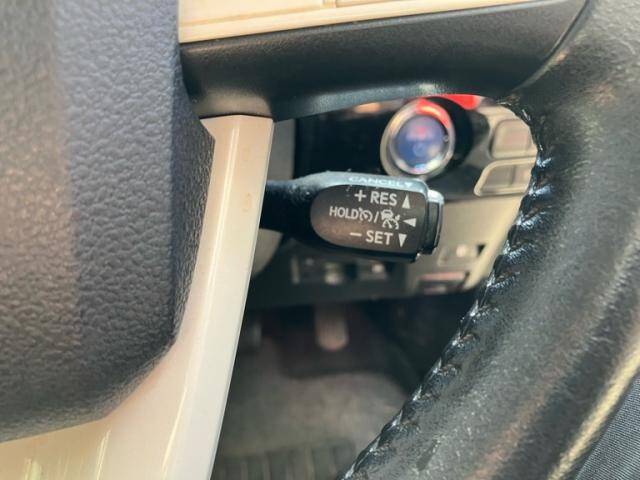 CANCEL
+ RES ▲
HOLD / ◀
− SET ▼